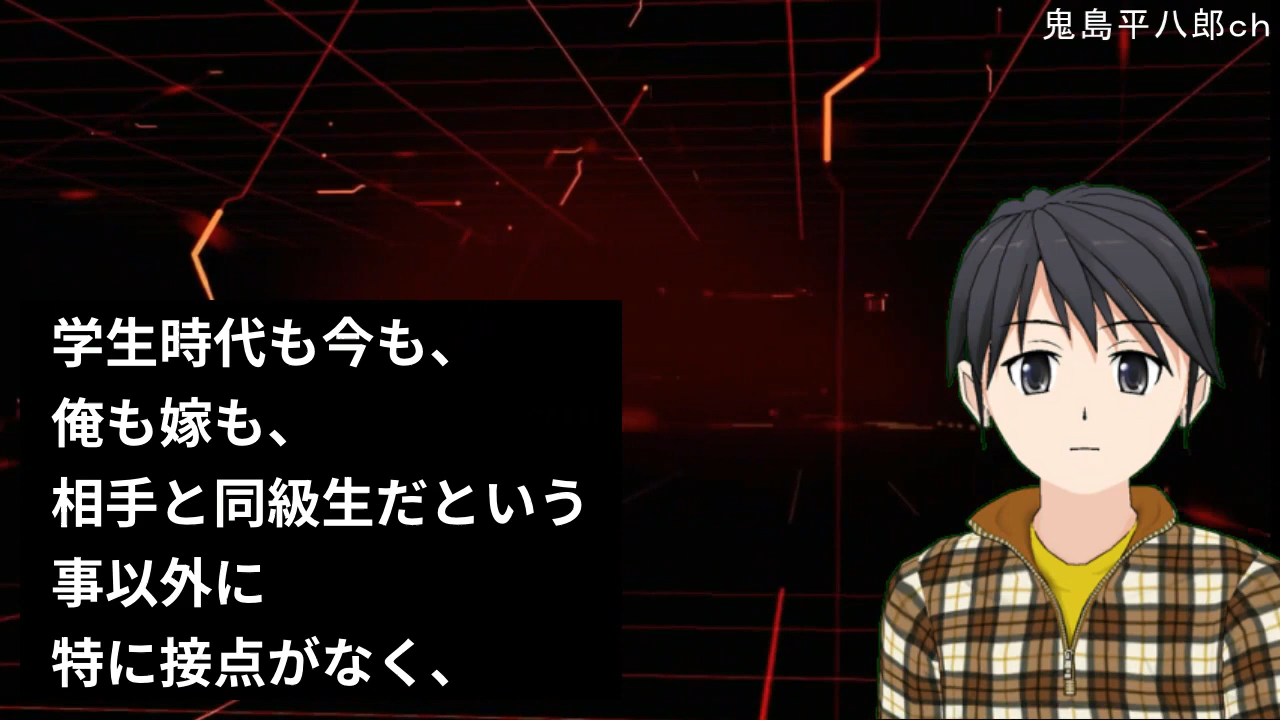 鬼島平八郎ch
学生時代も今も、
俺も嫁も、
相手と同級生だという
事以外に
特に接点がなく、